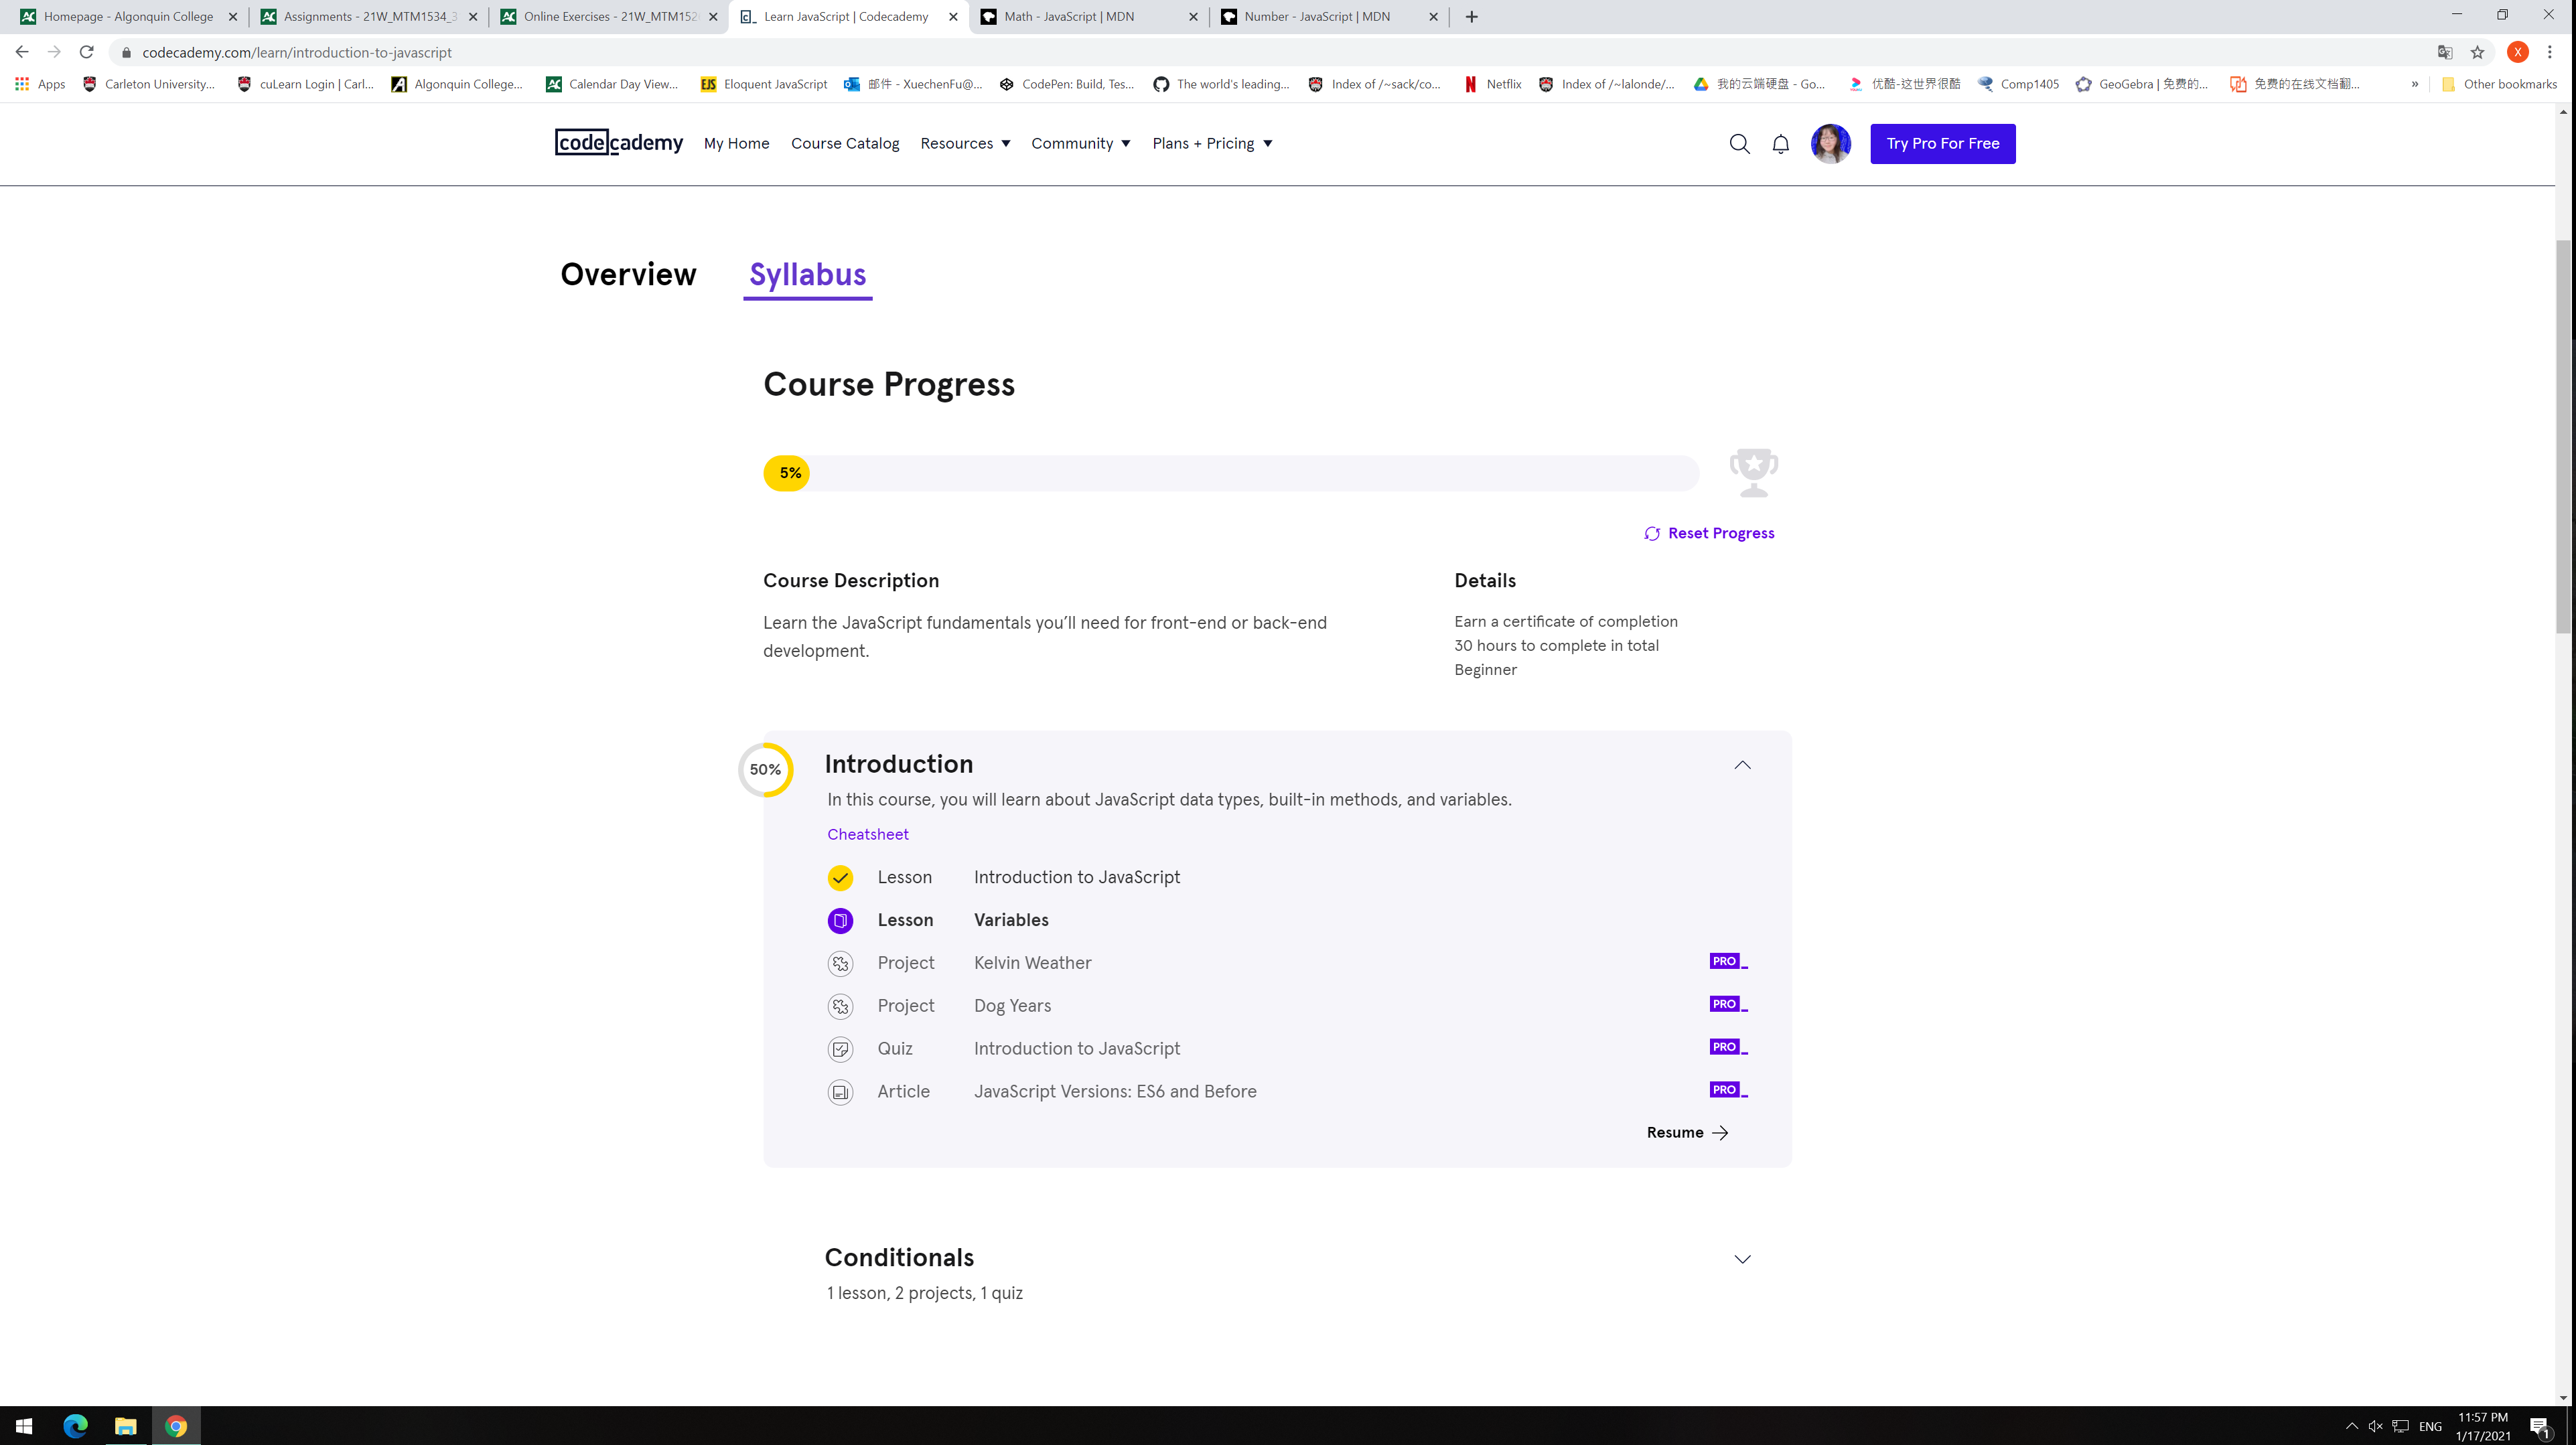 Homepage - Algonquin College
Assignments - 21W_MTM1534_3
Online Exercises - 21W_MTM152
Learn JavaScript | Codecademy
Math - JavaScript | MDN
Number - JavaScript | MDN
codecademy.com/learn/introduction-to-javascript
X
Apps
Carleton University...
cuLearn Login | Carl...
Algonquin College...
Calendar Day View...
EJS
Eloquent JavaScript
邮件 - XuechenFu@...
CodePen: Build, Tes...
The world's leading...
Index of /~sack/co...
Netflix
Index of /~lalonde/...
我的云端硬盘 - Go...
优酷-这世界很酷
Comp1405
GeoGebra | 免费的...
免费的在线文档翻...
»
Other bookmarks
codecademy
My Home
Course Catalog
Resources
Community
Plans + Pricing
Try Pro For Free
Overview
Syllabus
Course Progress
5%
Reset Progress
Course Description
Details
Learn the JavaScript fundamentals you’ll need for front-end or back-end
development.
Earn a certificate of completion
30 hours to complete in total
Beginner
50%
Introduction
In this course, you will learn about JavaScript data types, built-in methods, and variables.
Cheatsheet
Lesson Introduction to JavaScript
Lesson Variables
Project Kelvin Weather PRO
Project Dog Years PRO
Quiz Introduction to JavaScript PRO
Article JavaScript Versions: ES6 and Before PRO
Resume
Conditionals
1 lesson, 2 projects, 1 quiz
ENG
11:57 PM
1/17/2021
1